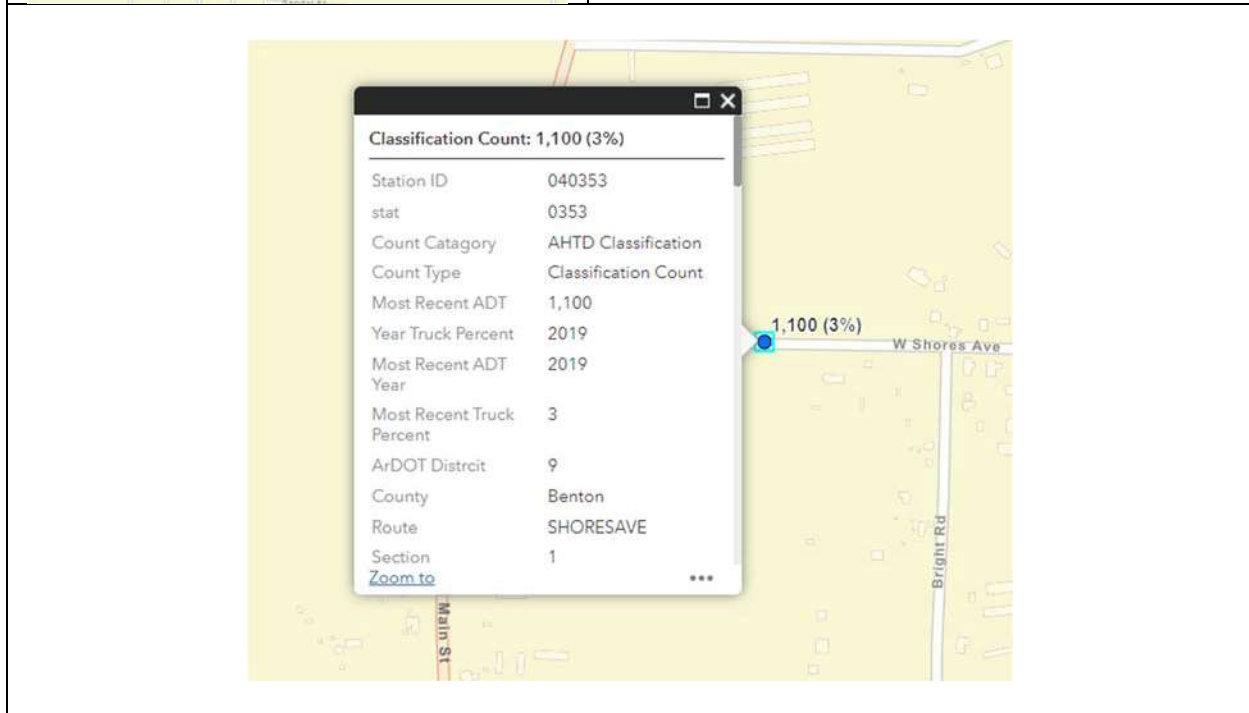 Classification Count: 1,100 (3%)
Station ID 040353
stat 0353
Count Catagory AHTD Classification
Count Type Classification Count
Most Recent ADT 1,100
Year Truck Percent 2019
Most Recent ADT 2019
Year
Most Recent Truck 3
Percent
ArDOT Distrcit 9
County Benton
Route SHORESAVE
Section 1
Zoom to
1,100 (3%)
W Shores Ave
Bright Rd
Main St